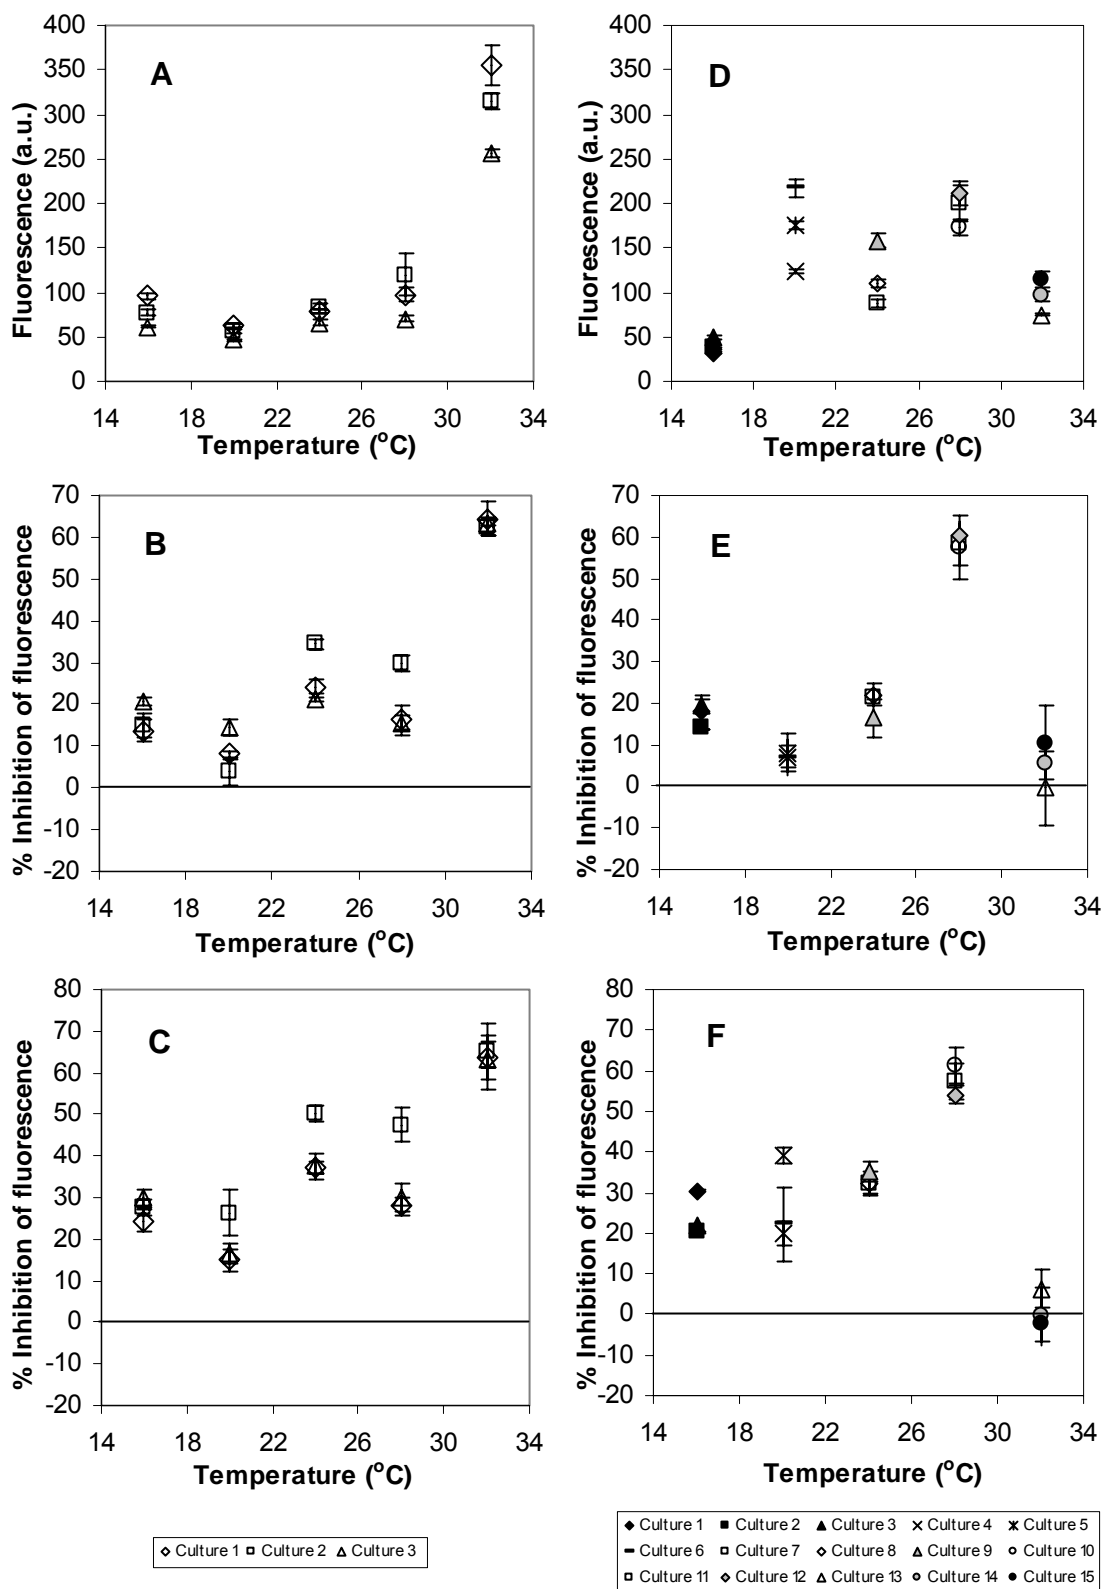 400
350
300
250
200
150
100
50
0
A
Fluorescence (a.u.)
14 18 22 26 30 34
Temperature (°C)
400
350
300
250
200
150
100
50
0
D
Fluorescence (a.u.)
14 18 22 26 30 34
Temperature (°C)
70
60
50
40
30
20
10
0
-10
-20
B
% Inhibition of fluorescence
14 18 22 26 30 34
Temperature (°C)
70
60
50
40
30
20
10
0
-10
-20
E
% Inhibition of fluorescence
14 18 22 26 30 34
Temperature (°C)
80
70
60
50
40
30
20
10
0
-10
-20
C
% Inhibition of fluorescence
14 18 22 26 30 34
Temperature (°C)
80
70
60
50
40
30
20
10
0
-10
-20
F
% Inhibition of fluorescence
14 18 22 26 30 34
Temperature (°C)
Culture 1 Culture 2 Culture 3
Culture 1 Culture 2 Culture 3 Culture 4 Culture 5
Culture 6 Culture 7 Culture 8 Culture 9 Culture 10
Culture 11 Culture 12 Culture 13 Culture 14 Culture 15